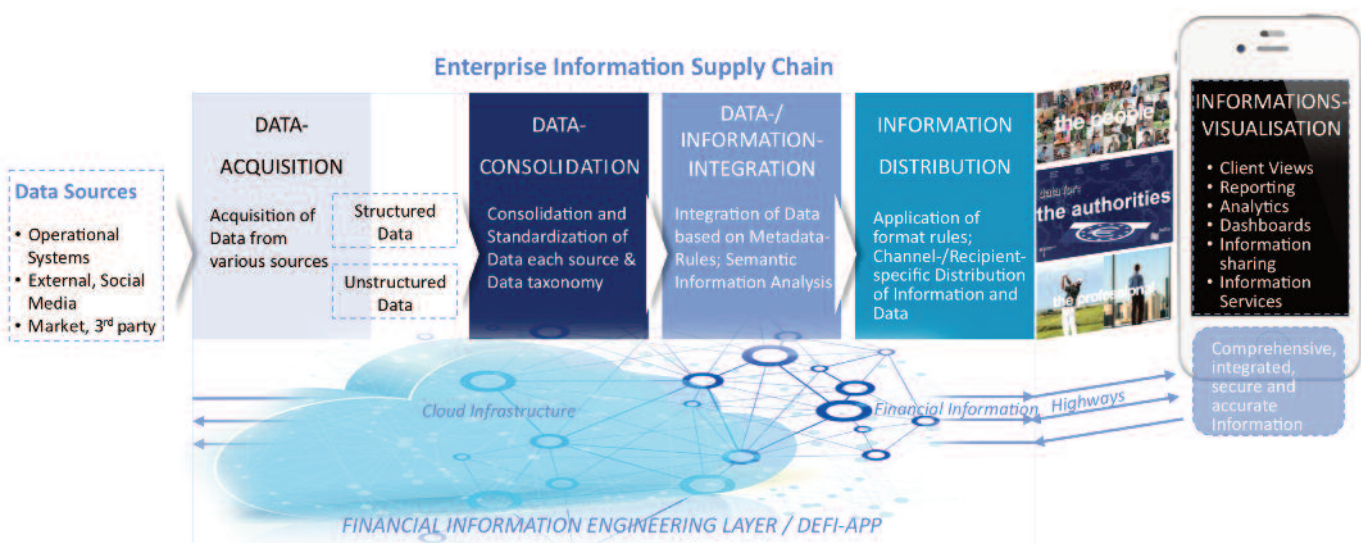 Enterprise Information Supply Chain
Data Sources
• Operational
Systems
• External, Social
Media
• Market, 3rd party
DATA-
ACQUISITION
Acquisition of
Data from
various sources
Structured
Data
Unstructured
Data
DATA-
CONSOLIDATION
Consolidation and
Standardization of
Data each source &
Data taxonomy
DATA-/
INFORMATION-
INTEGRATION
Integration of Data
based on Metadata-
Rules; Semantic
Information Analysis
INFORMATION
DISTRIBUTION
Application of
format rules;
Channel-/Recipient-
specific Distribution
of Information and
Data
the people
data for:
the authorities
the professional
INFORMATIONS-
VISUALISATION
• Client Views
• Reporting
• Analytics
• Dashboards
• Information
sharing
• Information
Services
Comprehensive,
integrated,
secure and
accurate
Information
Cloud Infrastructure
Financial Information
Highways
FINANCIAL INFORMATION ENGINEERING LAYER / DEFI-APP